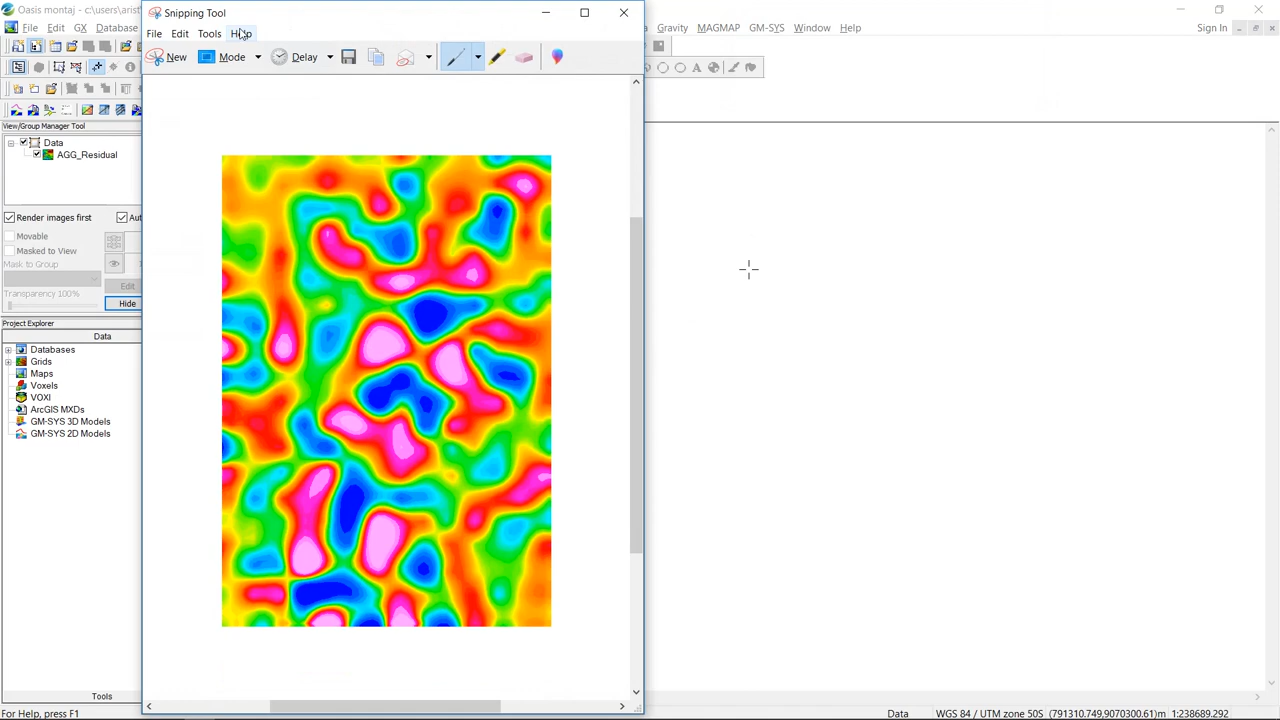 Oasis montaj - c:\users\arist
Snipping Tool
File Edit GX Database
File Edit Tools Help
Gravity MAGMAP GM-SYS Window Help
Sign In
New Mode Delay
View/Group Manager Tool
Data
AGG_Residual
Render images first
Aut
Movable
Masked to View
Mask to Group
Transparency 100%
Edit
Hide
Project Explorer
Data
Databases
Grids
Maps
Voxels
VOXI
ArcGIS MXDs
GM-SYS 3D Models
GM-SYS 2D Models
Tools
For Help, press F1
Data
WGS 84 / UTM zone 50S
(791310.749,9070300.61)m
1:238689.292